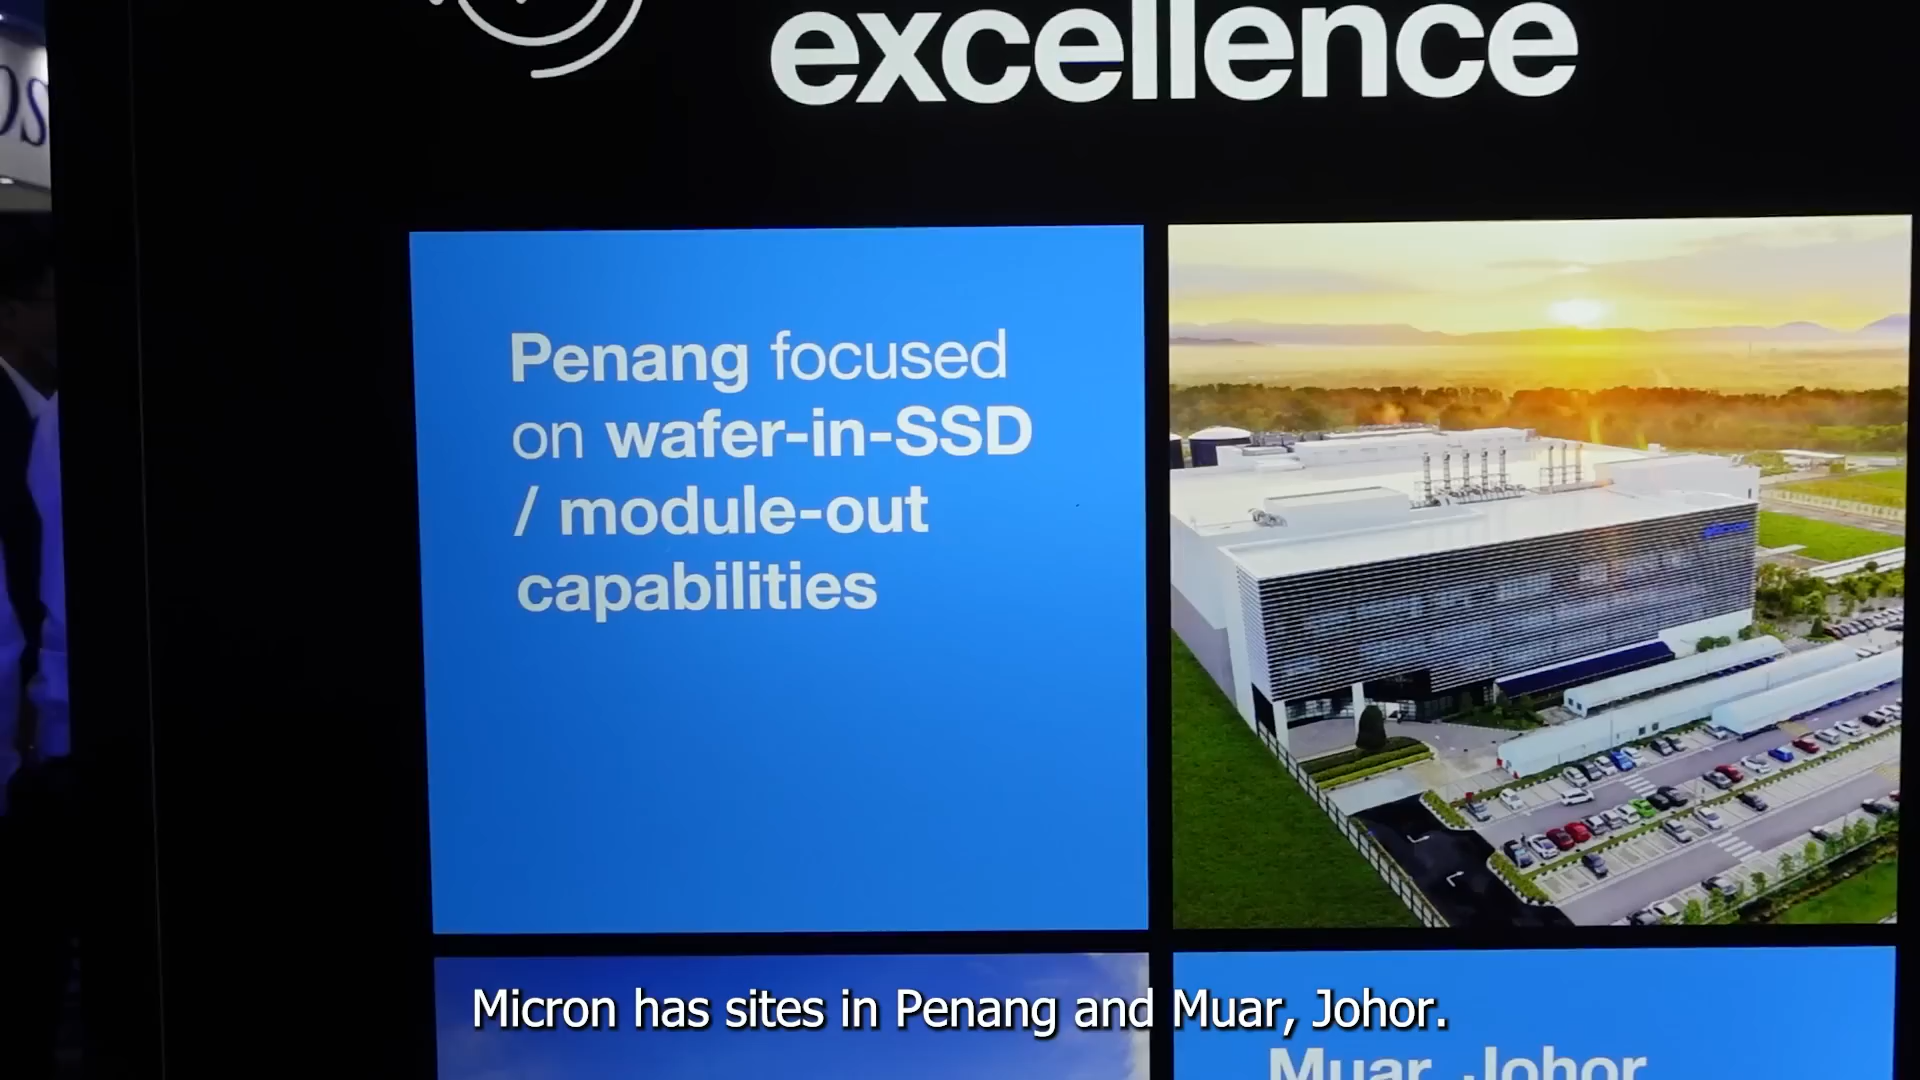 excellence
os
Penang focused
on wafer-in-SSD
/ module-out
capabilities
Micron has sites in Penang and Muar, Johor.
Muar, Johor